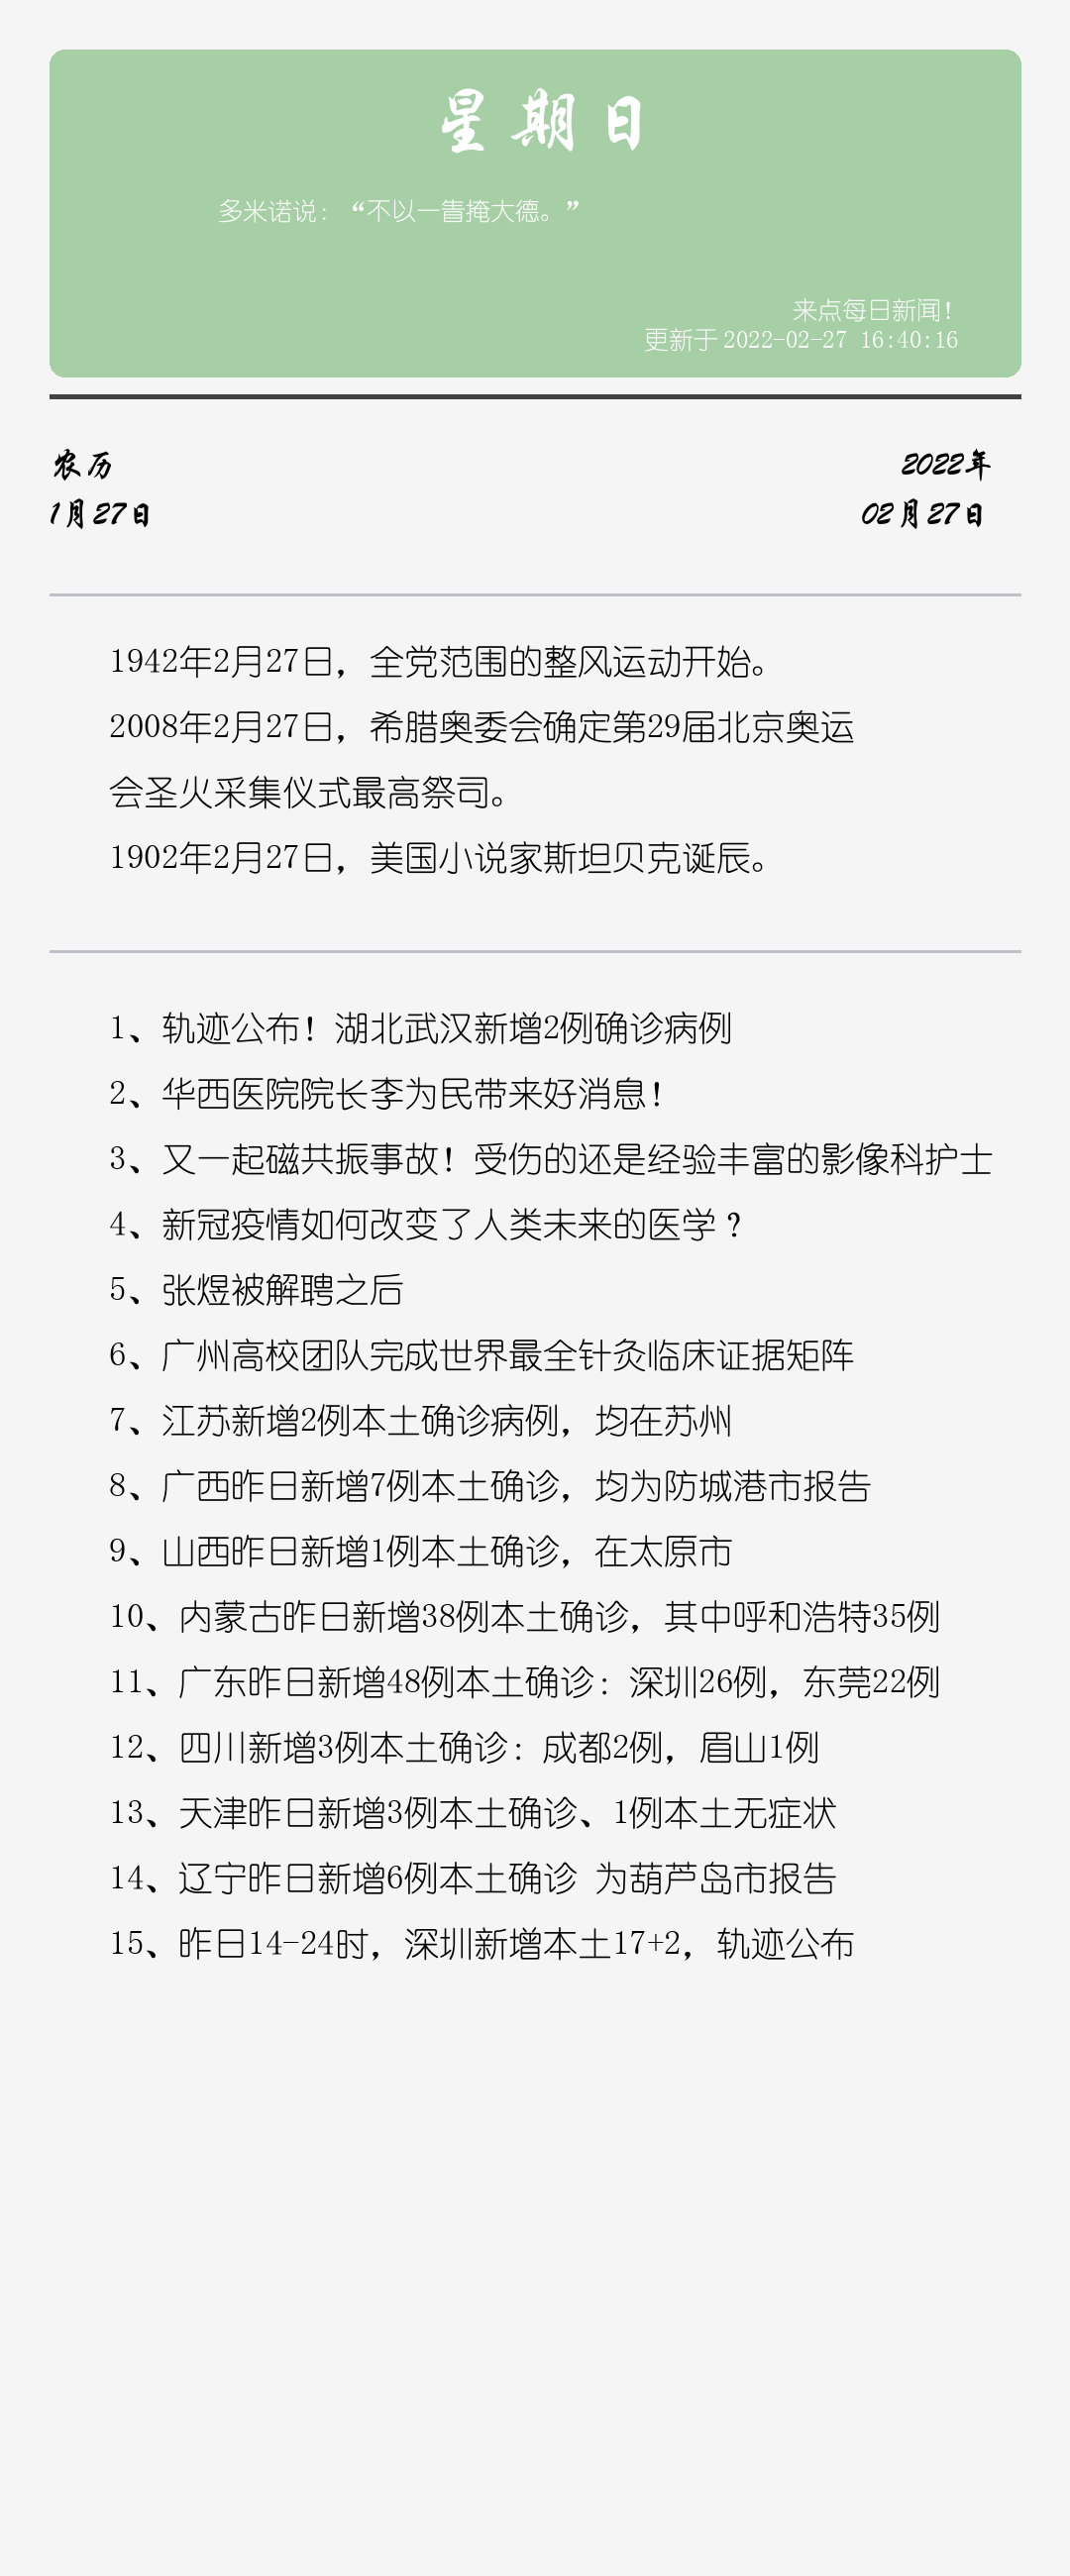 星期日
多米诺说：“不以一眚掩大德。”
来点每日新闻！
更新于 2022-02-27 16:40:16
农历
2022年
1月27日
02月27日
1942年2月27日，全党范围的整风运动开始。
2008年2月27日，希腊奥委会确定第29届北京奥运
会圣火采集仪式最高祭司。
1902年2月27日，美国小说家斯坦贝克诞辰。
1、轨迹公布！湖北武汉新增2例确诊病例
2、华西医院院长李为民带来好消息！
3、又一起磁共振事故！受伤的还是经验丰富的影像科护士
4、新冠疫情如何改变了人类未来的医学？
5、张煜被解聘之后
6、广州高校团队完成世界最全针灸临床证据矩阵
7、江苏新增2例本土确诊病例，均在苏州
8、广西昨日新增7例本土确诊，均为防城港市报告
9、山西昨日新增1例本土确诊，在太原市
10、内蒙古昨日新增38例本土确诊，其中呼和浩特35例
11、广东昨日新增48例本土确诊：深圳26例，东莞22例
12、四川新增3例本土确诊：成都2例，眉山1例
13、天津昨日新增3例本土确诊、1例本土无症状
14、辽宁昨日新增6例本土确诊 为葫芦岛市报告
15、昨日14-24时，深圳新增本土17+2，轨迹公布